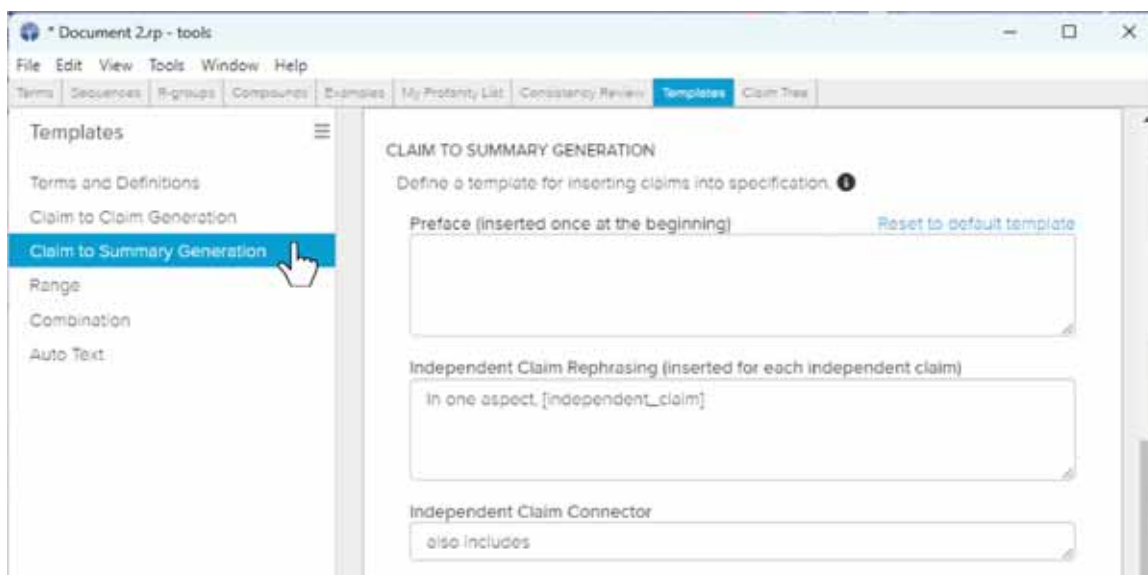 * Document 2.rp - tools
File Edit View Tools Window Help
Terms Sequences R-groups Compounds Examples My Profanity List Consistency Review Templates Claim Tree
Templates
Terms and Definitions
Claim to Claim Generation
Claim to Summary Generation
Range
Combination
Auto Text
CLAIM TO SUMMARY GENERATION
Define a template for inserting claims into specification.
Preface (inserted once at the beginning) Reset to default template
Independent Claim Rephrasing (inserted for each independent claim)
In one aspect, [independent_claim]
Independent Claim Connector
also includes